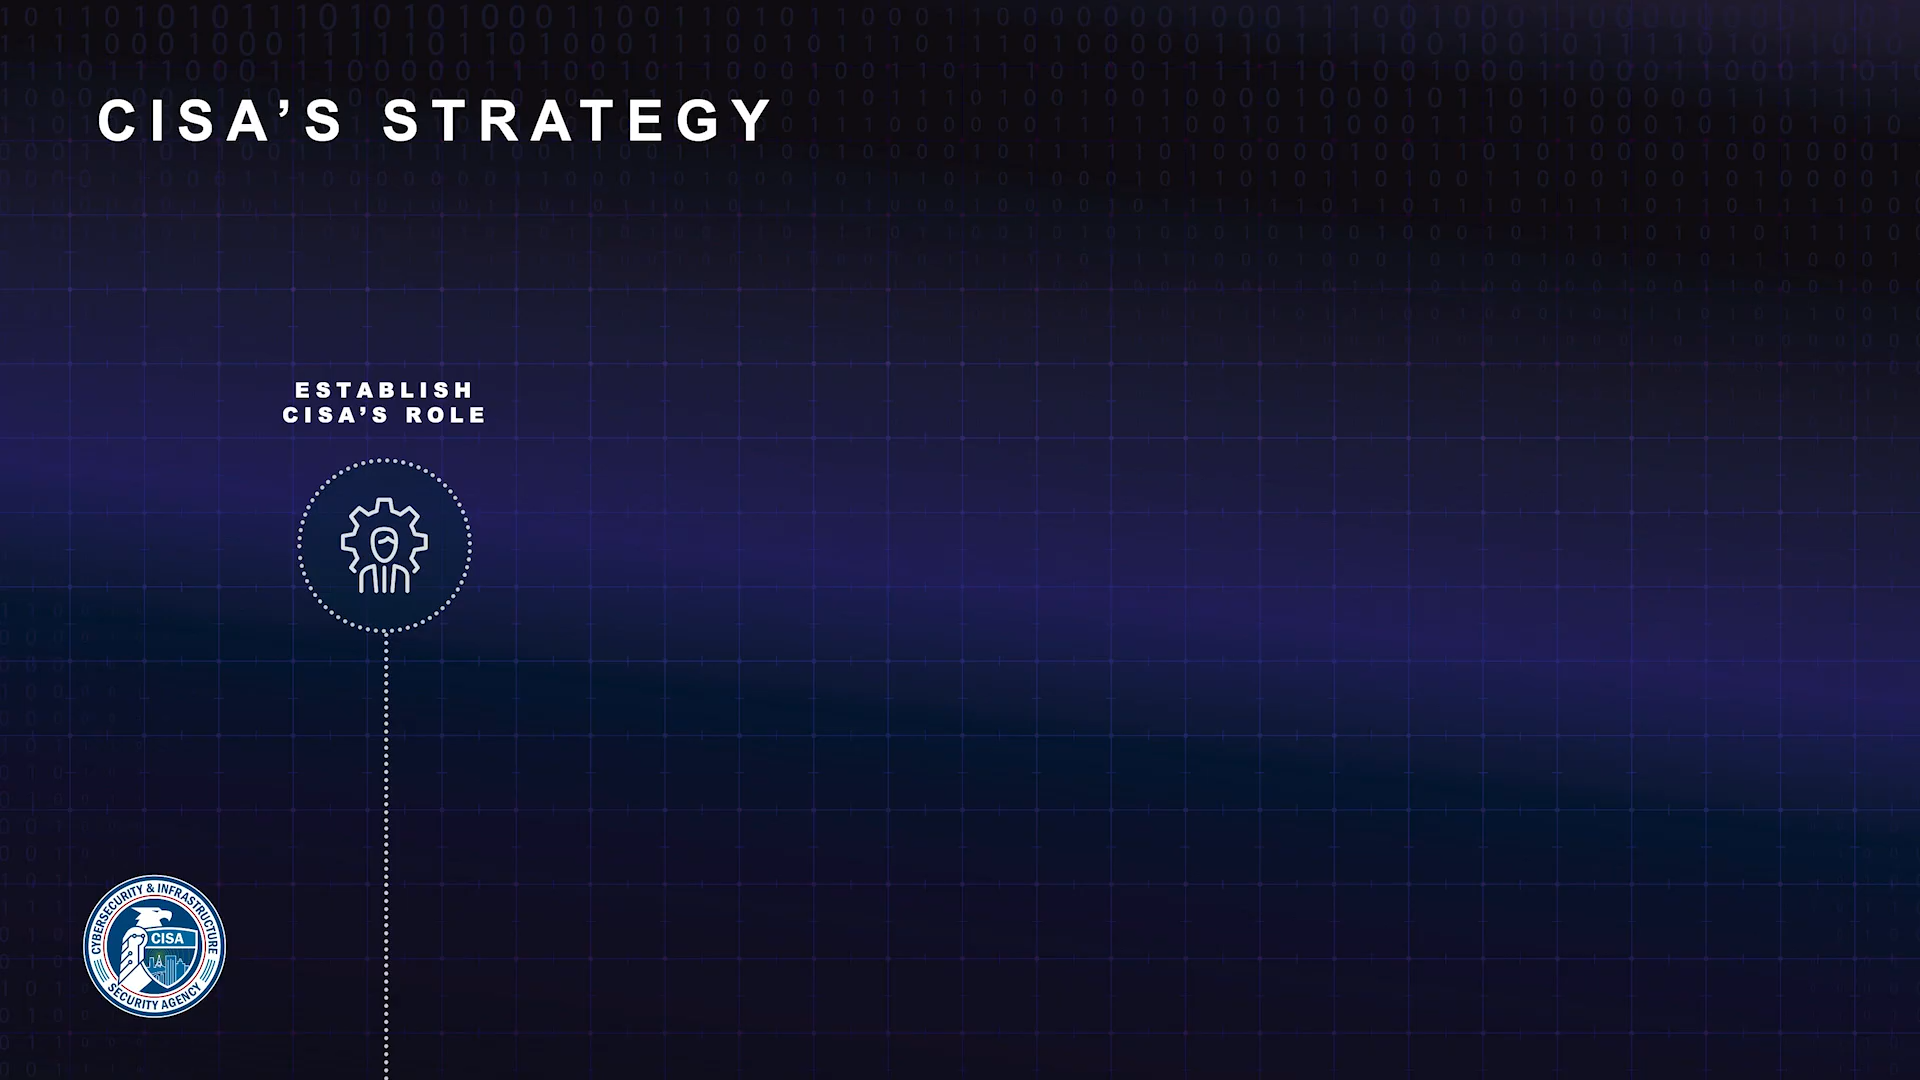 CISA’S STRATEGY
ESTABLISH
CISA’S ROLE
CYBERSECURITY & INFRASTRUCTURE
CISA
SECURITY AGENCY